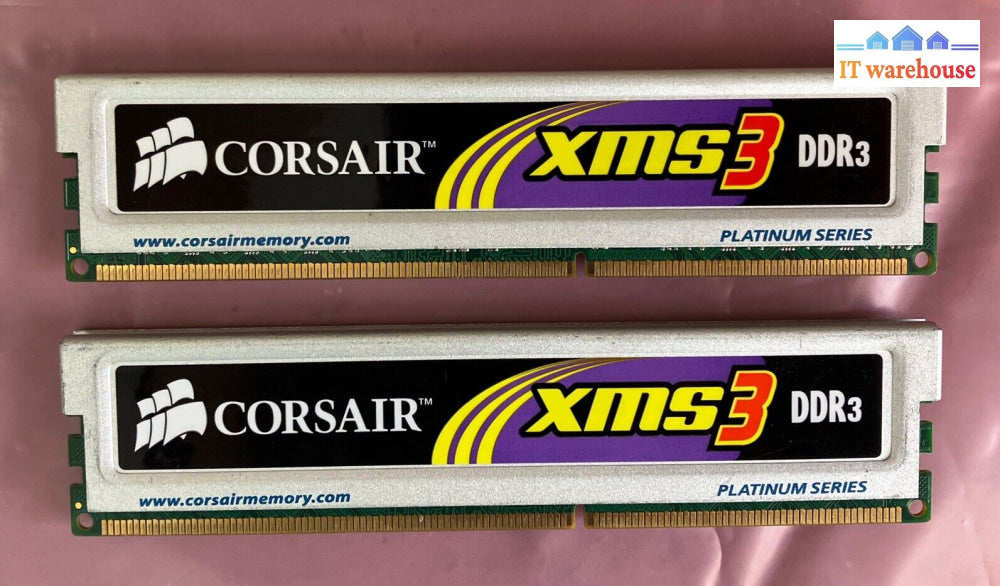 IT warehouse
CORSAIR™ XMS3 DDR3
www.corsairmemory.com PLATINUM SERIES
CORSAIR™ XMS3 DDR3
www.corsairmemory.com PLATINUM SERIES